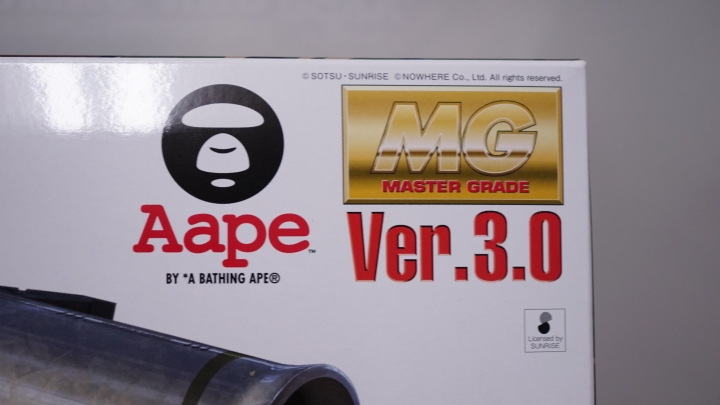 © SOTSU・SUNRISE © NOWHERE Co., Ltd. All rights reserved.
MG
MASTER GRADE
Aape™
Ver.3.0
BY *A BATHING APE®
Licensed by
SUNRISE